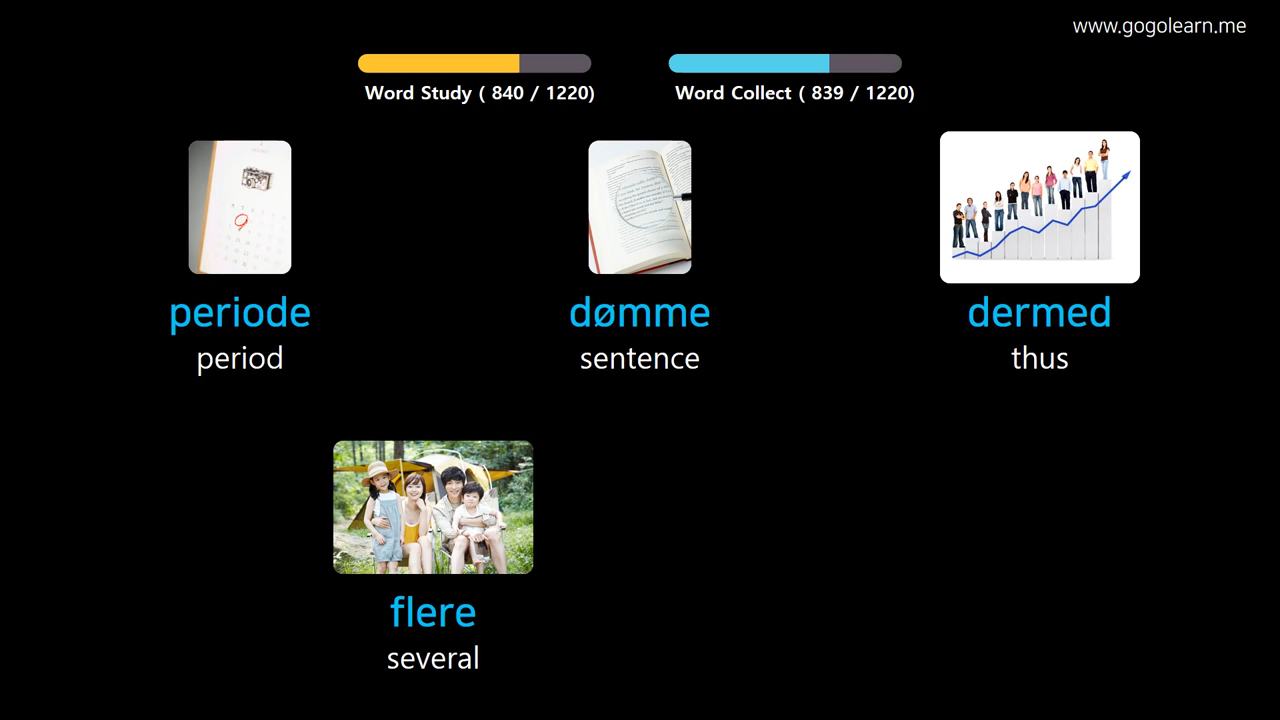 www.gogolearn.me
Word Study ( 840 / 1220)
Word Collect ( 839 / 1220)
periode
period
dømme
sentence
dermed
thus
flere
several